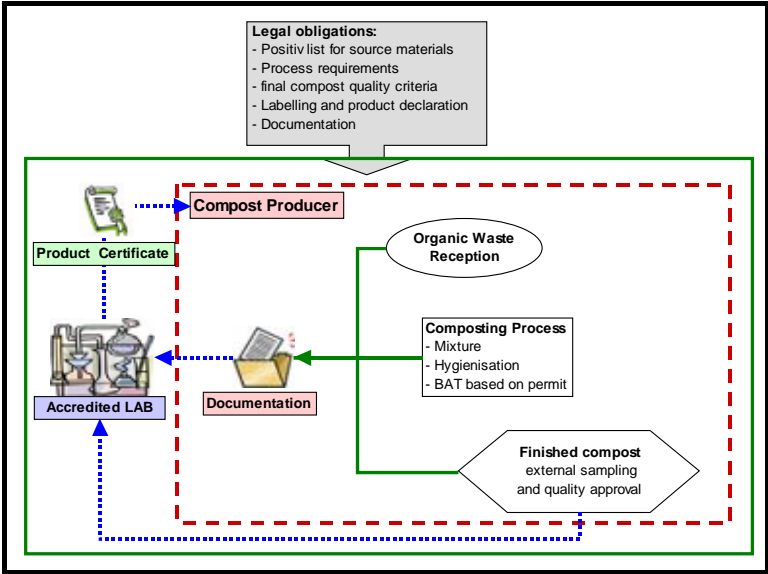 Legal obligations:
- Positiv list for source materials
- Process requirements
- final compost quality criteria
- Labelling and product declaration
- Documentation
Compost Producer
Product Certificate
Organic Waste
Reception
Composting Process
- Mixture
- Hygienisation
- BAT based on permit
Accredited LAB
Documentation
Finished compost
external sampling
and quality approval